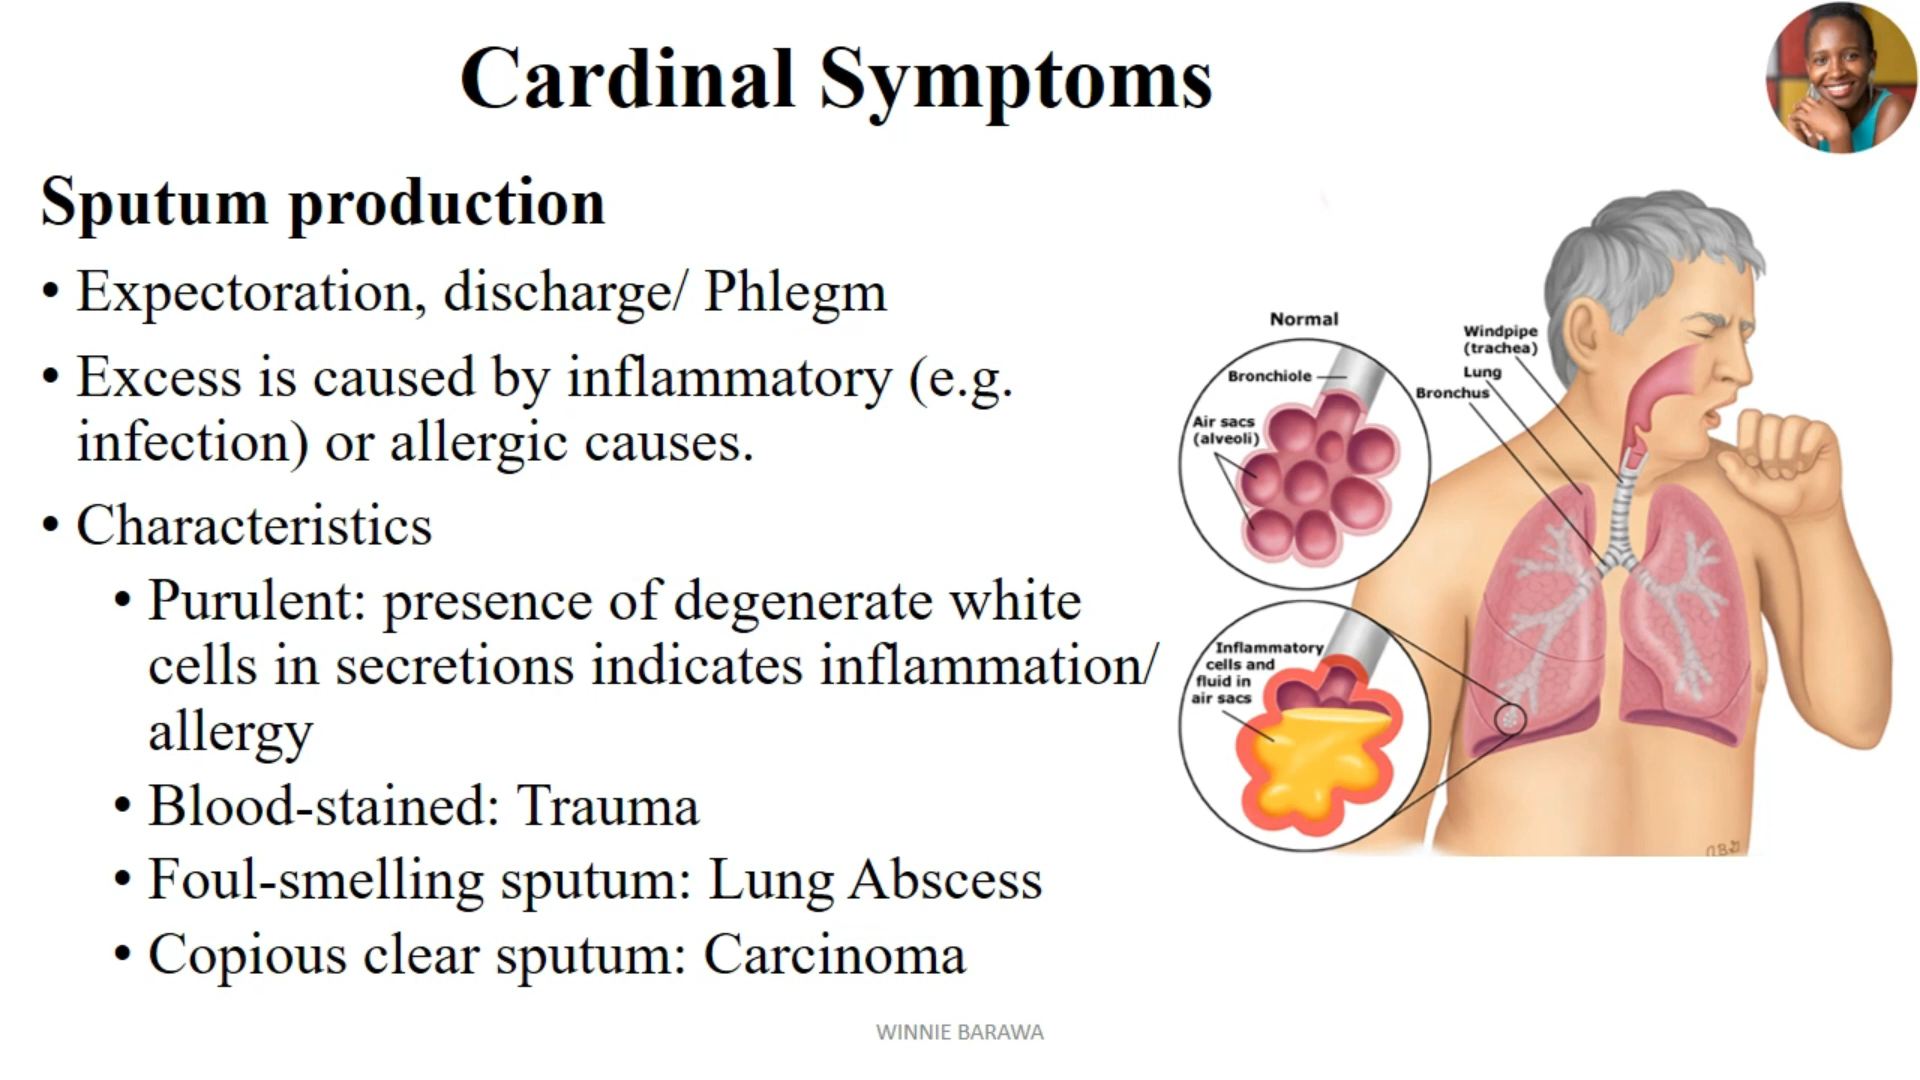 Cardinal Symptoms
Sputum production
• Expectoration, discharge/ Phlegm
• Excess is caused by inflammatory (e.g.
infection) or allergic causes.
• Characteristics
• Purulent: presence of degenerate white
cells in secretions indicates inflammation/
allergy
• Blood-stained: Trauma
• Foul-smelling sputum: Lung Abscess
• Copious clear sputum: Carcinoma
Normal
Bronchiole
Air sacs
(alveoli)
Windpipe
(trachea)
Lung
Bronchus
Inflammatory
cells and
fluid in
air sacs
WINNIE BARAWA